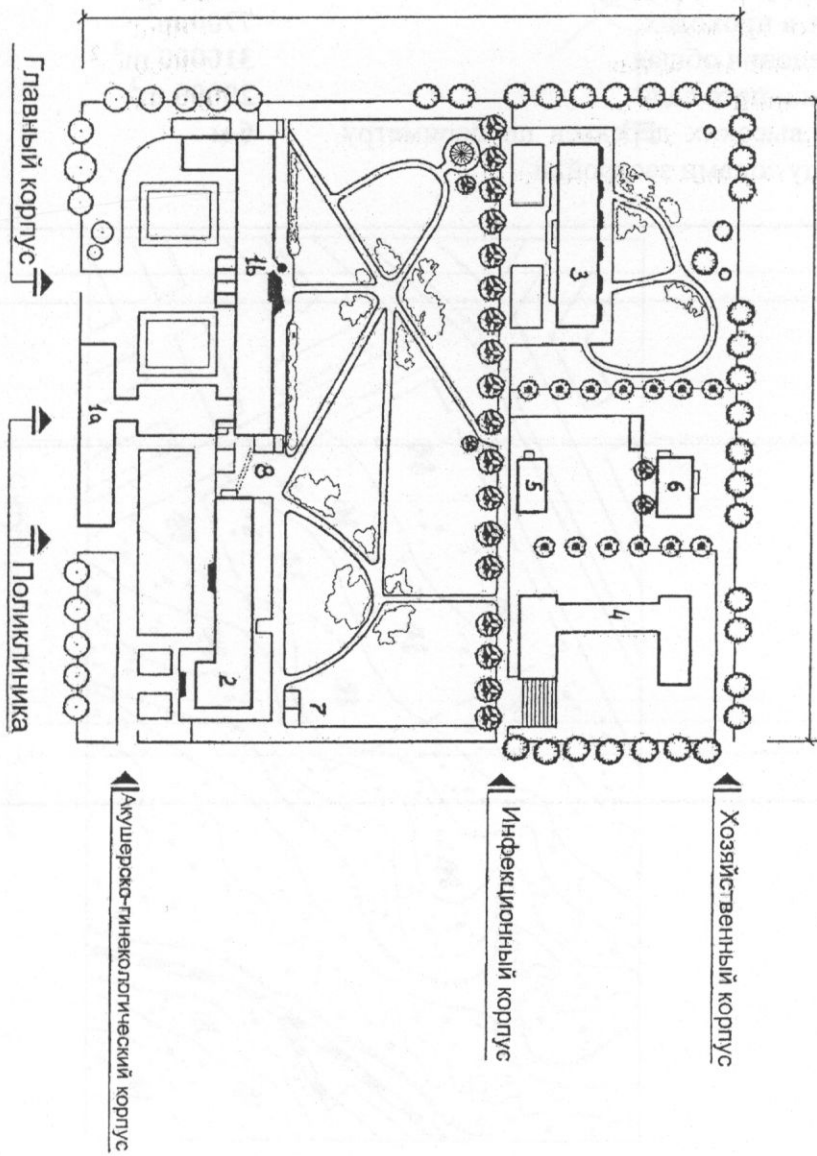 Главный корпус
Поликлиника
Акушерско-гинекологический корпус
Инфекционный корпус
Хозяйственный корпус
1а
1б
2
3
4
5
6
7
8